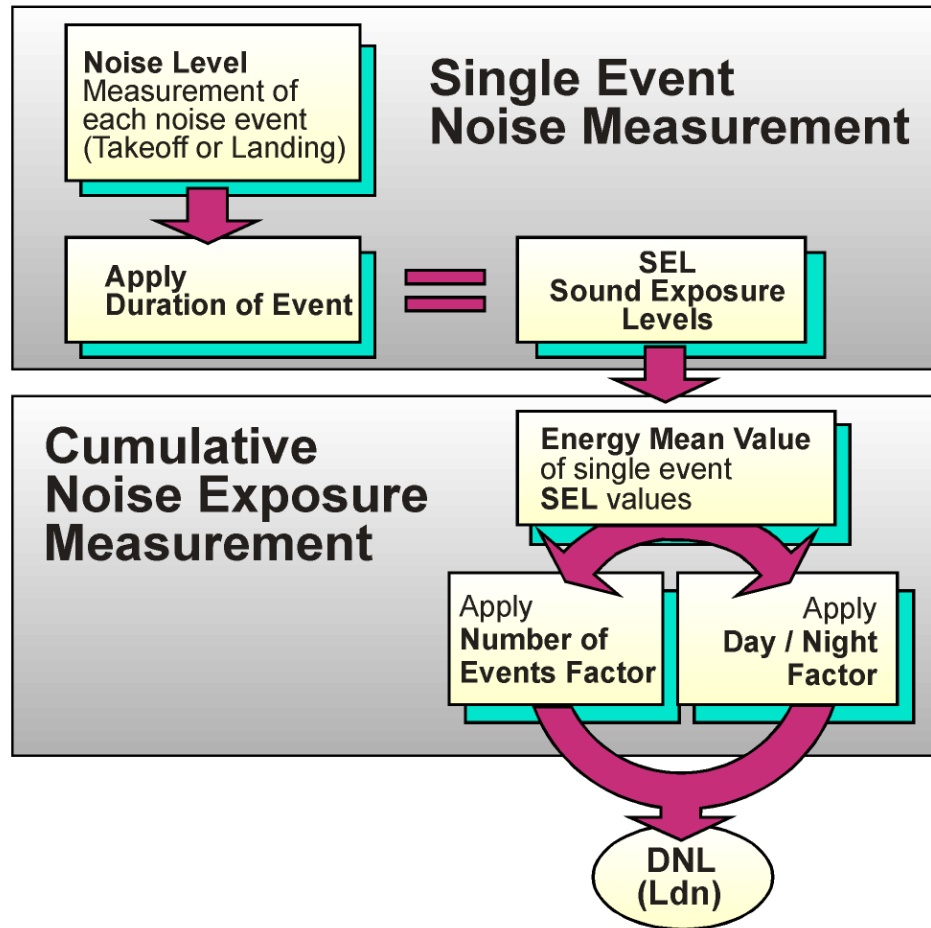 Noise Level
Measurement of
each noise event
(Takeoff or Landing)
Single Event
Noise Measurement
Apply
Duration of Event
SEL
Sound Exposure
Levels
Cumulative
Noise Exposure
Measurement
Energy Mean Value
of single event
SEL values
Apply
Number of
Events Factor
Apply
Day / Night
Factor
DNL
(Ldn)